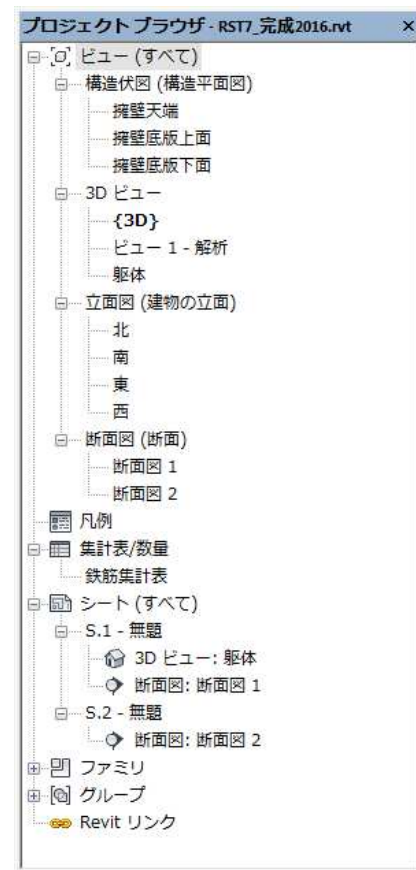 プロジェクト ブラウザ - RST7_完成2016.rvt
ビュー (すべて)
構造伏図 (構造平面図)
擁壁天端
擁壁底版上面
擁壁底版下面
3D ビュー
{3D}
ビュー 1 - 解析
躯体
立面図 (建物の立面)
北
南
東
西
断面図 (断面)
断面図 1
断面図 2
凡例
集計表/数量
鉄筋集計表
シート (すべて)
S.1 - 無題
3D ビュー: 躯体
断面図: 断面図 1
S.2 - 無題
断面図: 断面図 2
ファミリ
グループ
Revit リンク